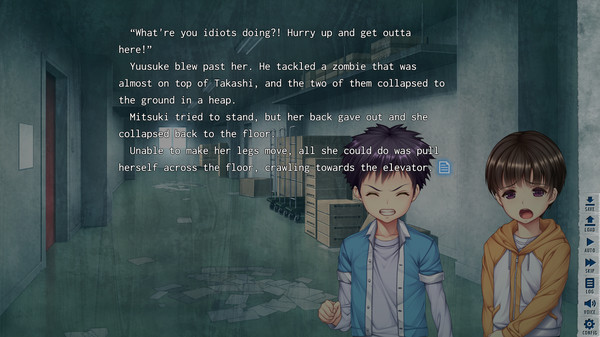 “What're you idiots doing?! Hurry up and get outta
here!”
Yuusuke blew past her. He tackled a zombie that was
almost on top of Takashi, and the two of them collapsed to
the ground in a heap.
Mitsuki tried to stand, but her back gave out and she
collapsed back to the floor.
Unable to make her legs move, all she could do was pull
herself across the floor, crawling towards the elevator
SAVE
LOAD
AUTO
SKIP
LOG
VOICE
CONFIG